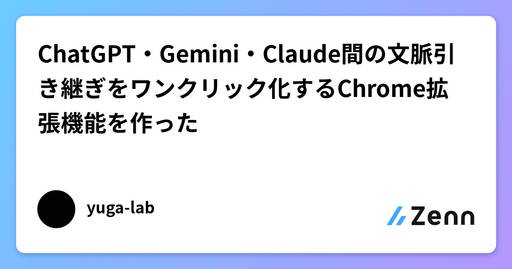 ChatGPT・Gemini・Claude間の文脈引
き継ぎをワンクリック化するChrome拡
張機能を作った
yuga-lab
Zenn